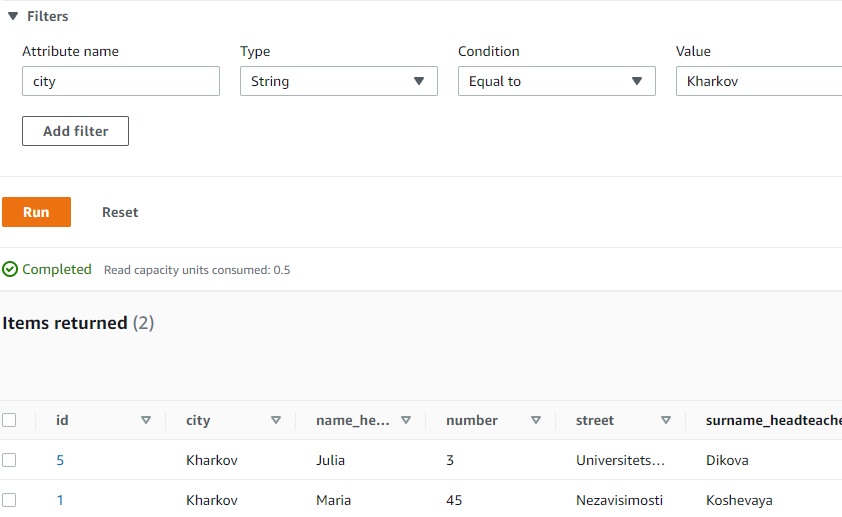 Filters
Attribute name Type Condition Value
city String Equal to Kharkov
Add filter
Run Reset
Completed Read capacity units consumed: 0.5
Items returned (2)
id city name_he... number street surname_headteache
5 Kharkov Julia 3 Universitets... Dikova
1 Kharkov Maria 45 Nezavisimosti Koshevaya